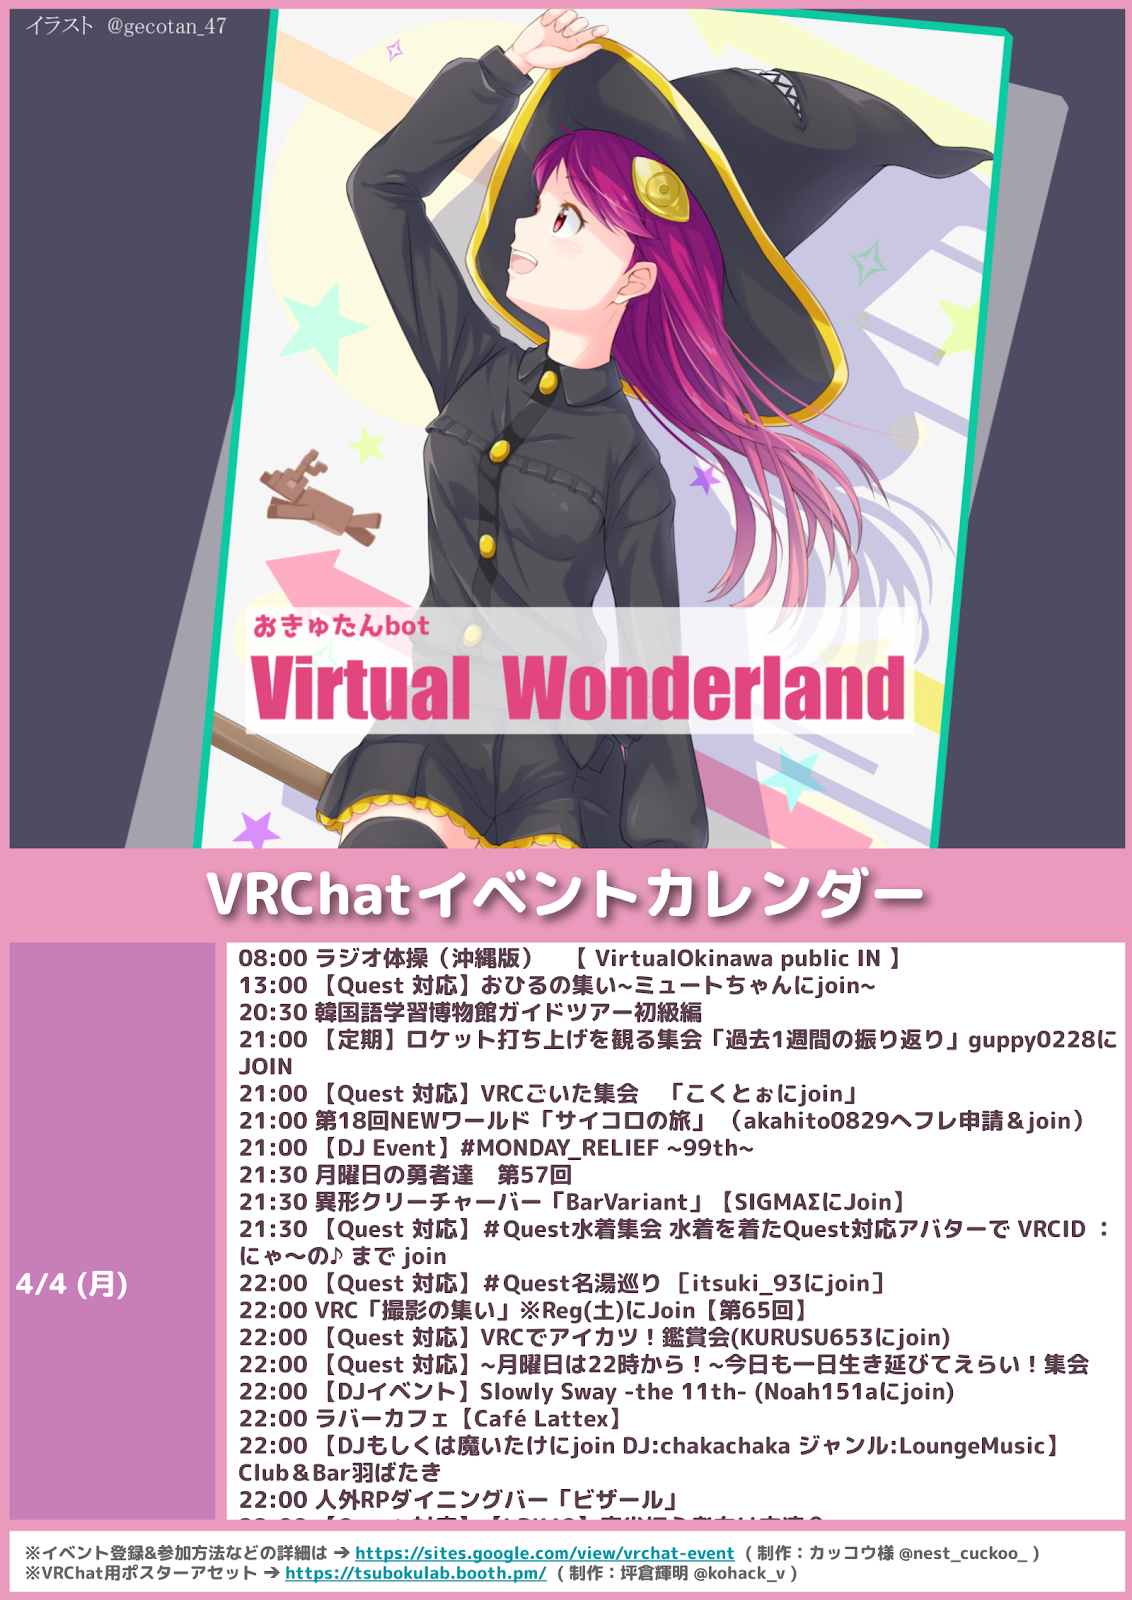 イラスト @gecotan_47
おきゅたんbot
Virtual Wonderland
VRChatイベントカレンダー
4/4 (月)
08:00 ラジオ体操（沖縄版）　【 VirtualOkinawa public IN 】
13:00 【Quest 対応】おひるの集い~ミュートちゃんにjoin~
20:30 韓国語学習博物館ガイドツアー初級編
21:00 【定期】ロケット打ち上げを観る集会「過去1週間の振り返り」guppy0228に
JOIN
21:00 【Quest 対応】VRCごいた集会　「こくとぉにjoin」
21:00 第18回NEWワールド「サイコロの旅」（akahito0829へフレ申請＆join）
21:00 【DJ Event】#MONDAY_RELIEF ~99th~
21:30 月曜日の勇者達　第57回
21:30 異形クリーチャーバー「BarVariant」【SIGMAΣにJoin】
21:30 【Quest 対応】＃Quest水着集会 水着を着たQuest対応アバターで VRCID ：
にゃ～の♪ まで join
22:00 【Quest 対応】＃Quest名湯巡り ［itsuki_93にjoin］
22:00 VRC「撮影の集い」※Reg(土)にJoin【第65回】
22:00 【Quest 対応】VRCでアイカツ！鑑賞会(KURUSU653にjoin)
22:00 【Quest 対応】~月曜日は22時から！~今日も一日生き延びてえらい！集会
22:00 【DJイベント】Slowly Sway -the 11th- (Noah151aにjoin)
22:00 ラバーカフェ【Café Lattex】
22:00 【DJもしくは魔いたけにjoin DJ:chakachaka ジャンル:LoungeMusic】
Club＆Bar羽ばたき
22:00 人外RPダイニングバー「ビザール」
※イベント登録&参加方法などの詳細は ➔ https://sites.google.com/view/vrchat-event ( 制作：カッコウ様 @nest_cuckoo_ )
※VRChat用ポスターアセット ➔ https://tsubokulab.booth.pm/ ( 制作：坪倉輝明 @kohack_v )